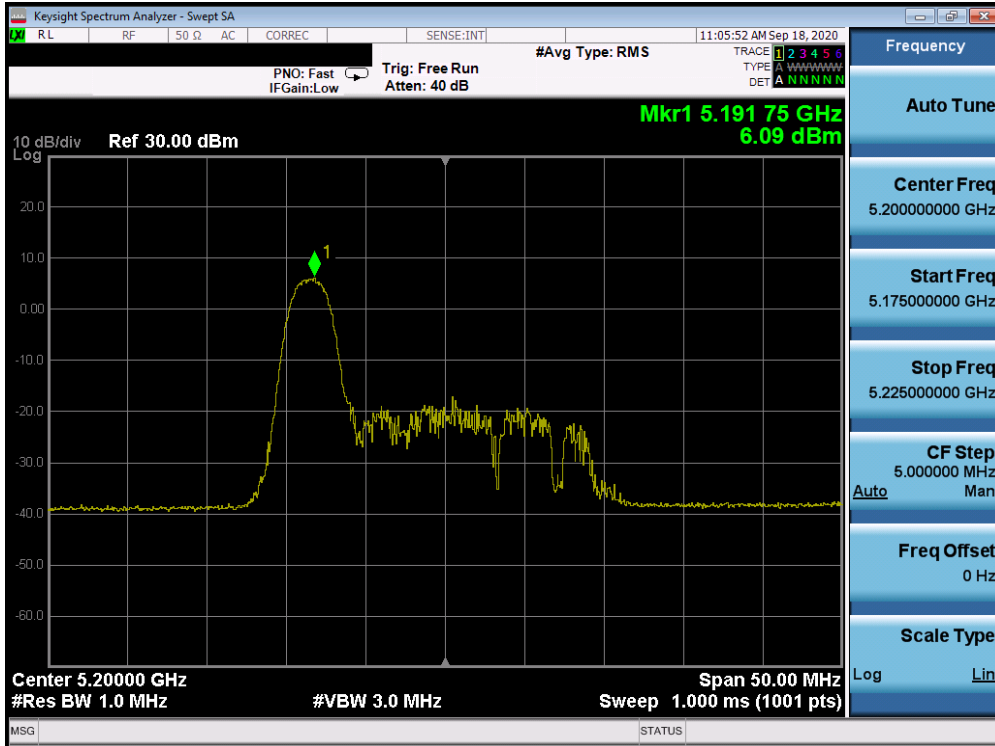 Keysight Spectrum Analyzer - Swept SA
LXI RL RF 50 Ω AC CORREC SENSE:INT 11:05:52 AM Sep 18, 2020
#Avg Type: RMS TRACE 1 2 3 4 5 6
PNO: Fast Trig: Free Run TYPE A WWWWW
IFGain:Low Atten: 40 dB DET A N N N N N
Mkr1 5.191 75 GHz
6.09 dBm
10 dB/div Ref 30.00 dBm
Log
20.0
1
10.0
0.00
-10.0
-20.0
-30.0
-40.0
-50.0
-60.0
Center 5.20000 GHz Span 50.00 MHz
#Res BW 1.0 MHz #VBW 3.0 MHz Sweep 1.000 ms (1001 pts)
MSG STATUS
Frequency
Auto Tune
Center Freq
5.200000000 GHz
Start Freq
5.175000000 GHz
Stop Freq
5.225000000 GHz
CF Step
5.000000 MHz
Auto Man
Freq Offset
0 Hz
Scale Type
Log Lin